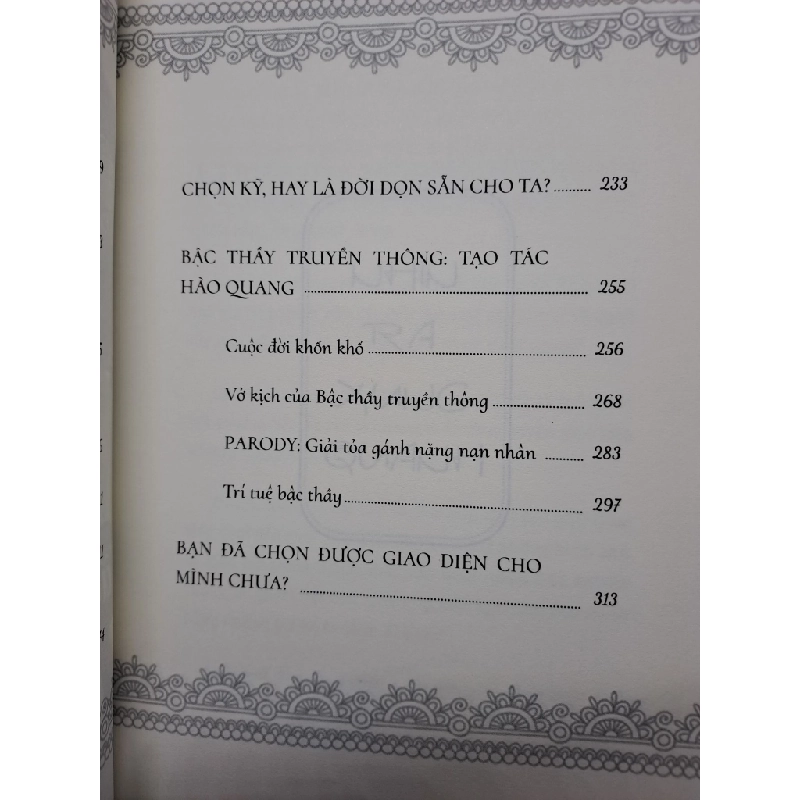 CHỌN KỸ, HAY LÀ ĐỜI DỌN SẴN CHO TA?.......... 233
BẬC THẦY TRUYỀN THÔNG: TẠO TÁC
HÀO QUANG .......... 255
Cuộc đời khốn khó.......... 256
Vở kịch của Bậc thầy truyền thông.......... 268
PARODY: Giải tỏa gánh nặng nạn nhân .......... 283
Trí tuệ bậc thầy.......... 297
BẠN ĐÃ CHỌN ĐƯỢC GIAO DIỆN CHO
MÌNH CHƯA? .......... 313